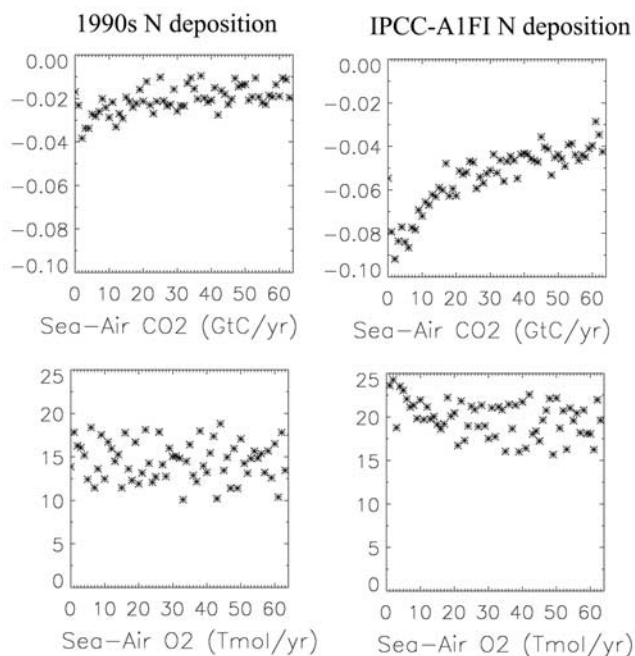 1990s N deposition
IPCC-A1FI N deposition
0.00
-0.02
-0.04
-0.06
-0.08
-0.10
0 10 20 30 40 50 60
Sea-Air CO2 (GtC/yr)
0.00
-0.02
-0.04
-0.06
-0.08
-0.10
0 10 20 30 40 50 60
Sea-Air CO2 (GtC/yr)
25
20
15
10
5
0
0 10 20 30 40 50 60
Sea-Air O2 (Tmol/yr)
25
20
15
10
5
0
0 10 20 30 40 50 60
Sea-Air O2 (Tmol/yr)